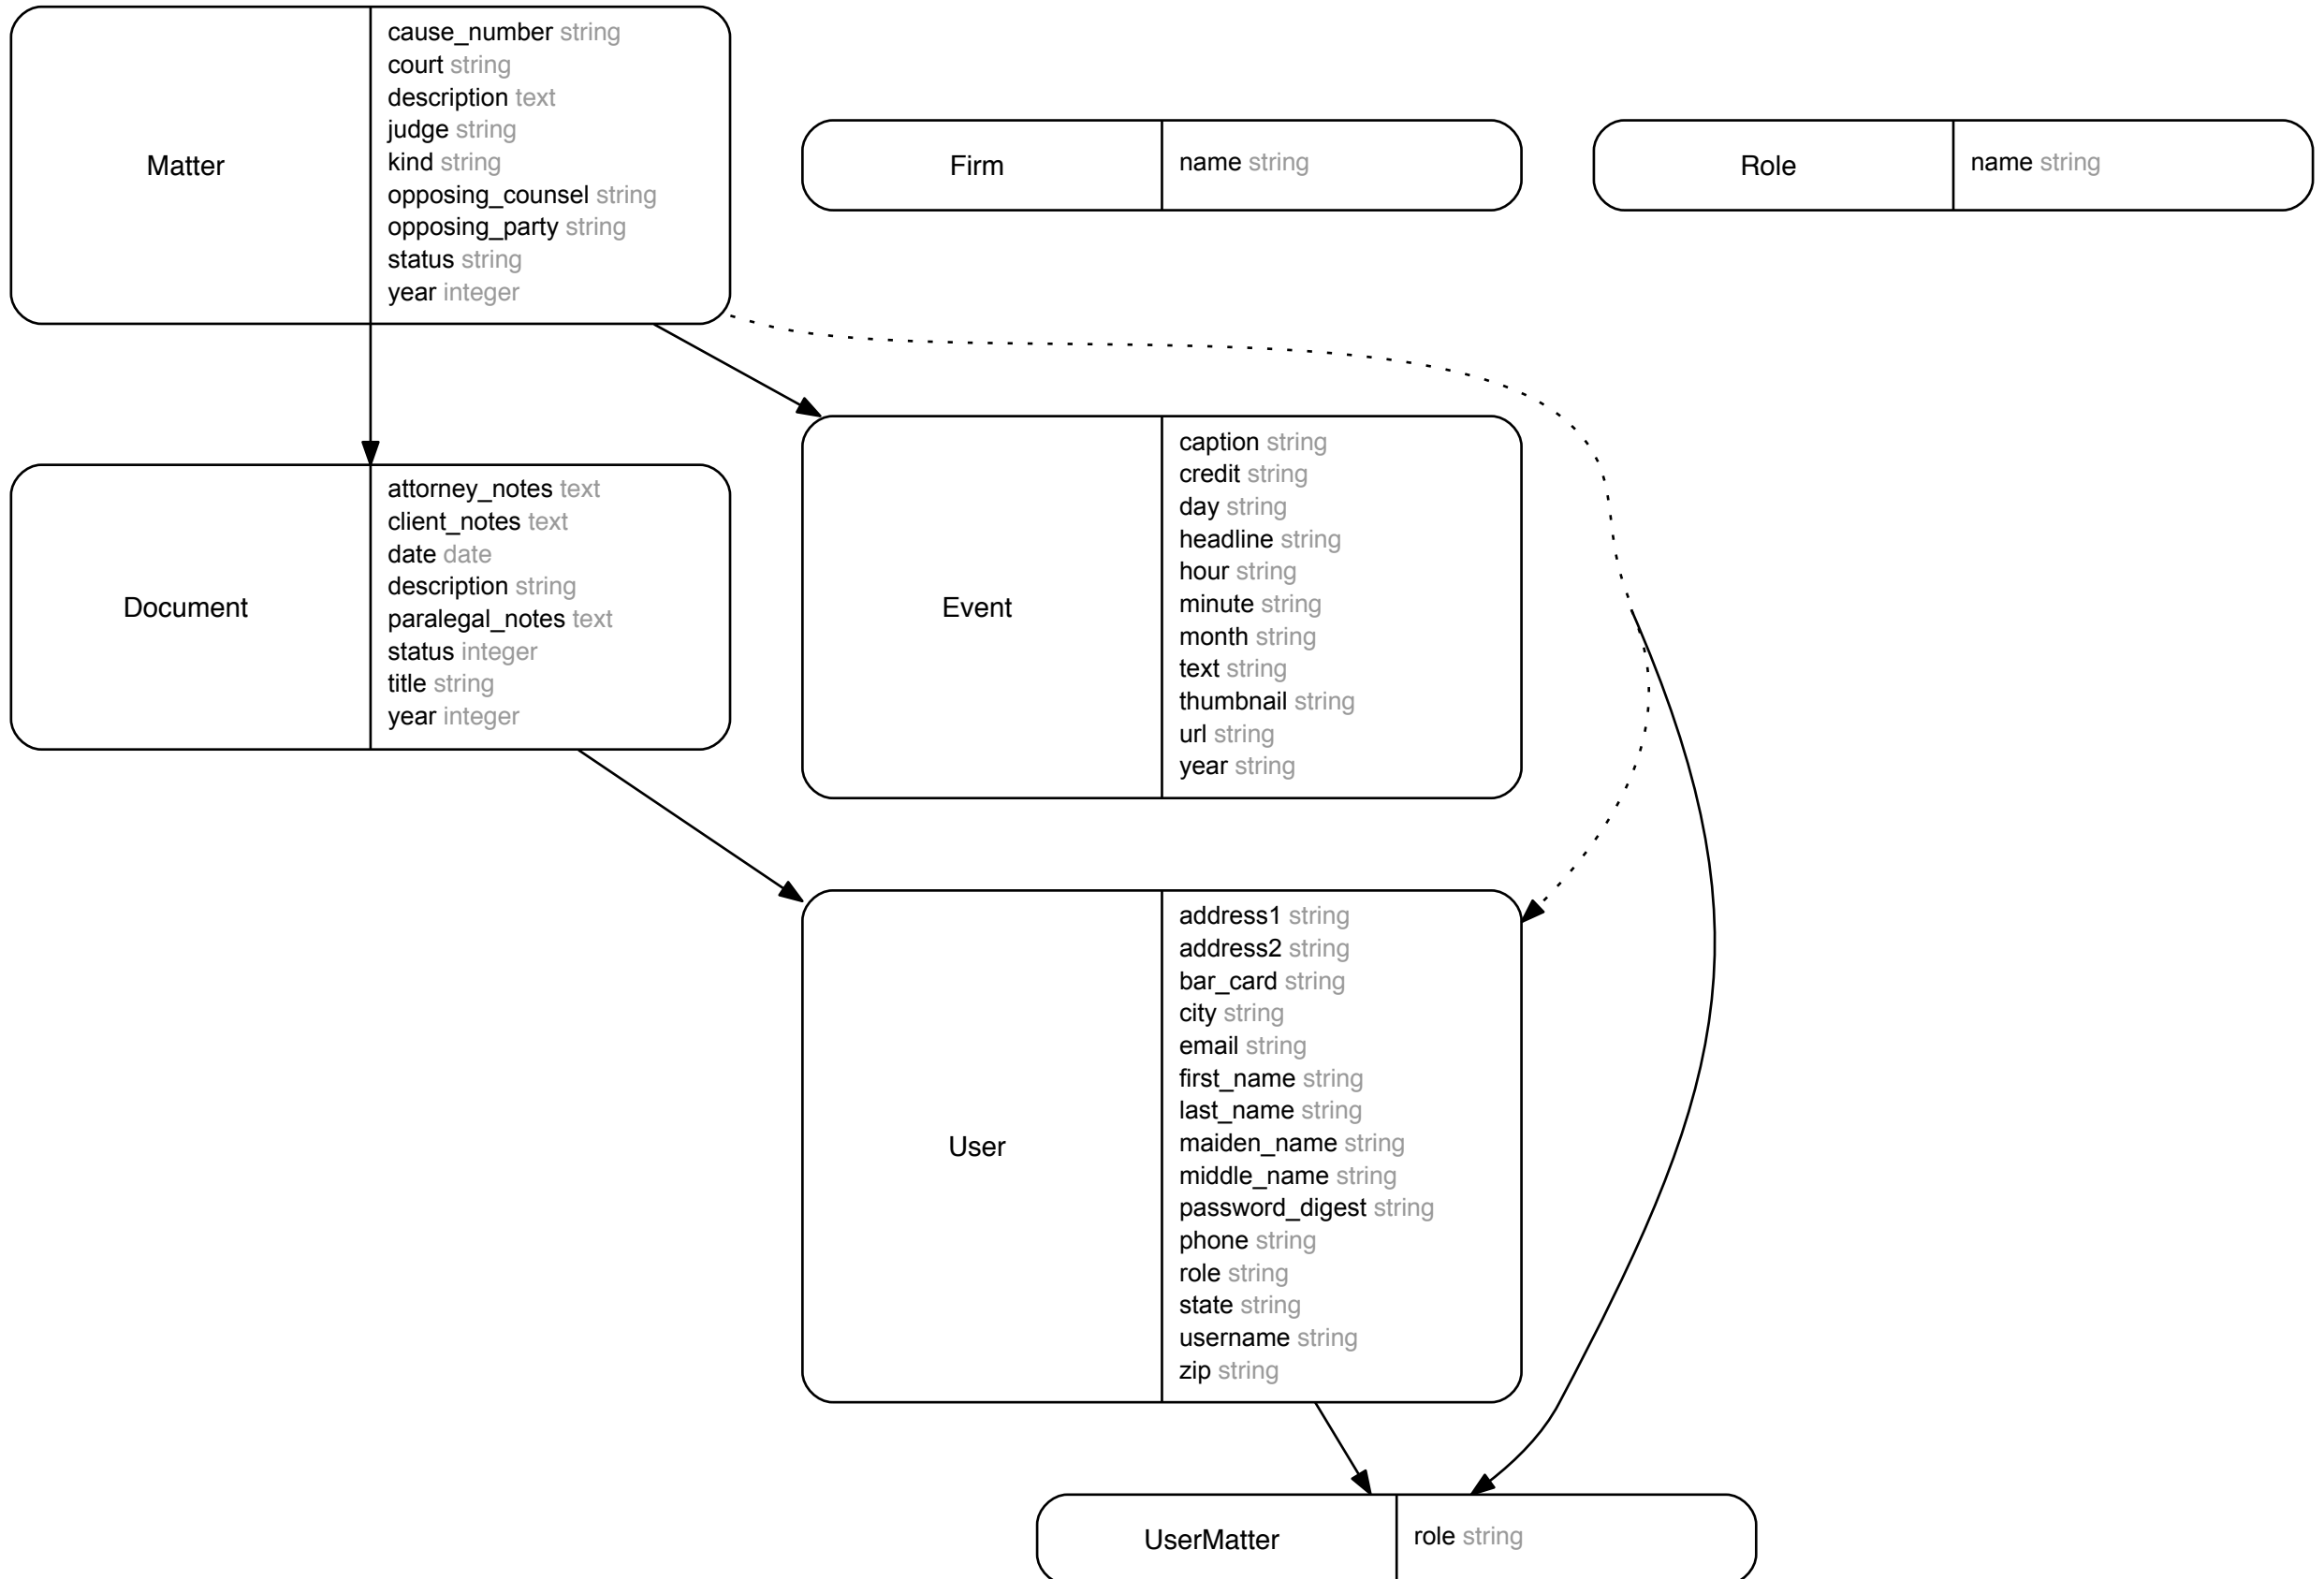 Matter
cause_number string
court string
description text
judge string
kind string
opposing_counsel string
opposing_party string
status string
year integer
Firm
name string
Role
name string
Document
attorney_notes text
client_notes text
date date
description string
paralegal_notes text
status integer
title string
year integer
Event
caption string
credit string
day string
headline string
hour string
minute string
month string
text string
thumbnail string
url string
year string
User
address1 string
address2 string
bar_card string
city string
email string
first_name string
last_name string
maiden_name string
middle_name string
password_digest string
phone string
role string
state string
username string
zip string
UserMatter
role string